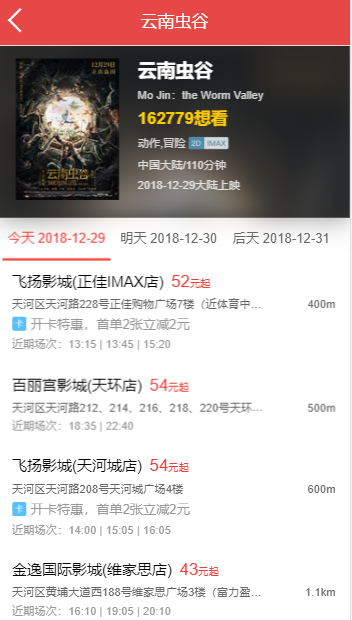 云南虫谷
12月29日
云南虫谷
云南虫谷
Mo Jin：the Worm Valley
162779想看
动作,冒险 2D IMAX
中国大陆/110分钟
2018-12-29大陆上映
今天 2018-12-29 明天 2018-12-30 后天 2018-12-31
飞扬影城(正佳IMAX店) 52元起
天河区天河路228号正佳购物广场7楼（近体育中… 400m
卡 开卡特惠，首单2张立减2元
近期场次：13:15 | 14:45 | 15:20
百丽宫影城(天环店) 54元起
天河区天河路212、214、216、218、220号天环… 500m
近期场次：18:35 | 22:40
飞扬影城(天河城店) 54元起
天河区天河路208号天河城广场4楼 600m
卡 开卡特惠，首单2张立减2元
近期场次：14:00 | 15:05 | 16:05
金逸国际影城(维家思店) 43元起
天河区黄埔大道西188号维家思广场3楼（富力盈… 1.1km
近期场次：16:10 | 19:05 | 20:10